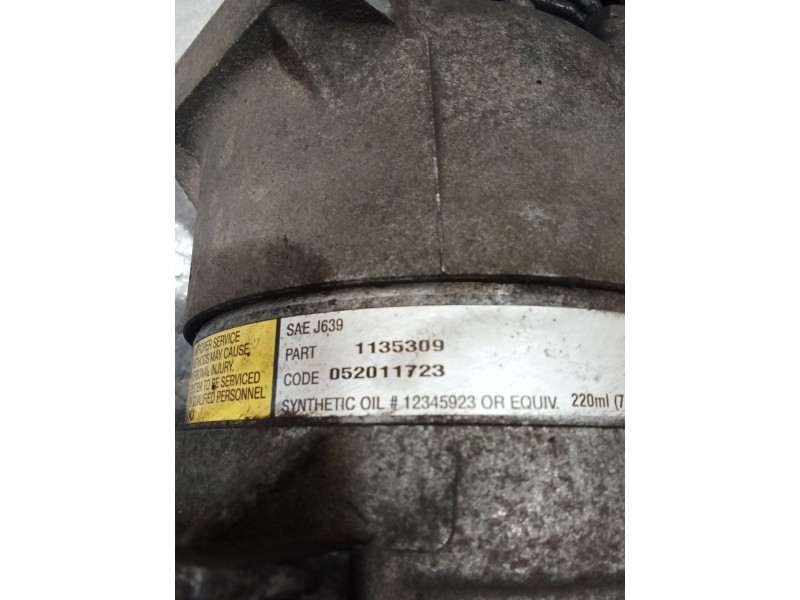 SERVICE
MAY CAUSE
INJURY.
TO BE SERVICED
PERSONNEL
SAE J639
PART 1135309
CODE 052011723
SYNTHETIC OIL # 12345923 OR EQUIV. 220ml (7